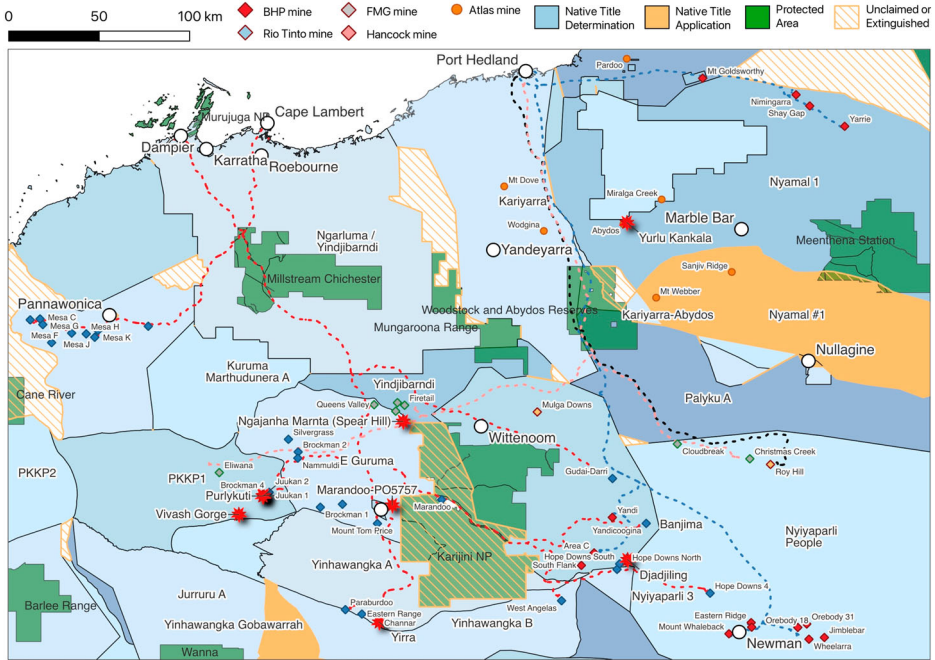 0 50 100 km
BHP mine
FMG mine
Atlas mine
Native Title
Determination
Native Title
Application
Protected
Area
Unclaimed or
Extinguished
Rio Tinto mine
Hancock mine
Port Hedland
Pardoo
Mt Goldsworthy
Nimingarra
Shay Gap
Yarrie
Murujuga NP
Cape Lambert
Dampier
Karratha
Roebourne
Mt Dove
Kariyarra
Miralga Creek
Nyamal 1
Marble Bar
Wodgina
Abydos
Yurlu Kankala
Meenthena Station
Ngarluma /
Yindjibarndi
Yandeyarra
Sanjiv Ridge
Millstream Chichester
Mt Webber
Pannawonica
Mesa C
Mesa G
Mesa H
Mesa F
Mesa K
Mesa J
Woodstock and Abydos Reserves
Kariyarra-Abydos
Nyamal #1
Mungaroona Range
Nullagine
Kuruma
Marthudunera A
Yindjibarndi
Cane River
Palyku A
Queens Valley
Firetail
Mulga Downs
Ngajanha Marnta (Spear Hill)
Silvergrass
Brockman 2
Nammuldi
Wittenoom
Cloudbreak
Christmas Creek
Roy Hill
PKKP2
PKKP1
Eliwana
E Guruma
Gudai-Darri
Brockman 4
Juukan 2
Purlykuti
Juukan 1
Marandoo-PO5757
Marandoo
Vivash Gorge
Brockman 1
Mount Tom Price
Yandi
Yandicoogina
Banjima
Nyiyaparli
People
Area C
Hope Downs South
Hope Downs North
South Flank
Karijini NP
Yinhawangka A
Djadjiling
Nyiyaparli 3
Hope Downs 4
Barlee Range
Jurruru A
Paraburdoo
Eastern Range
Channar
West Angelas
Yinhawangka Gobawarrah
Yirra
Yinhawangka B
Eastern Ridge
Orebody 18
Orebody 31
Mount Whaleback
Jimblebar
Newman
Wheelarra
Wanna